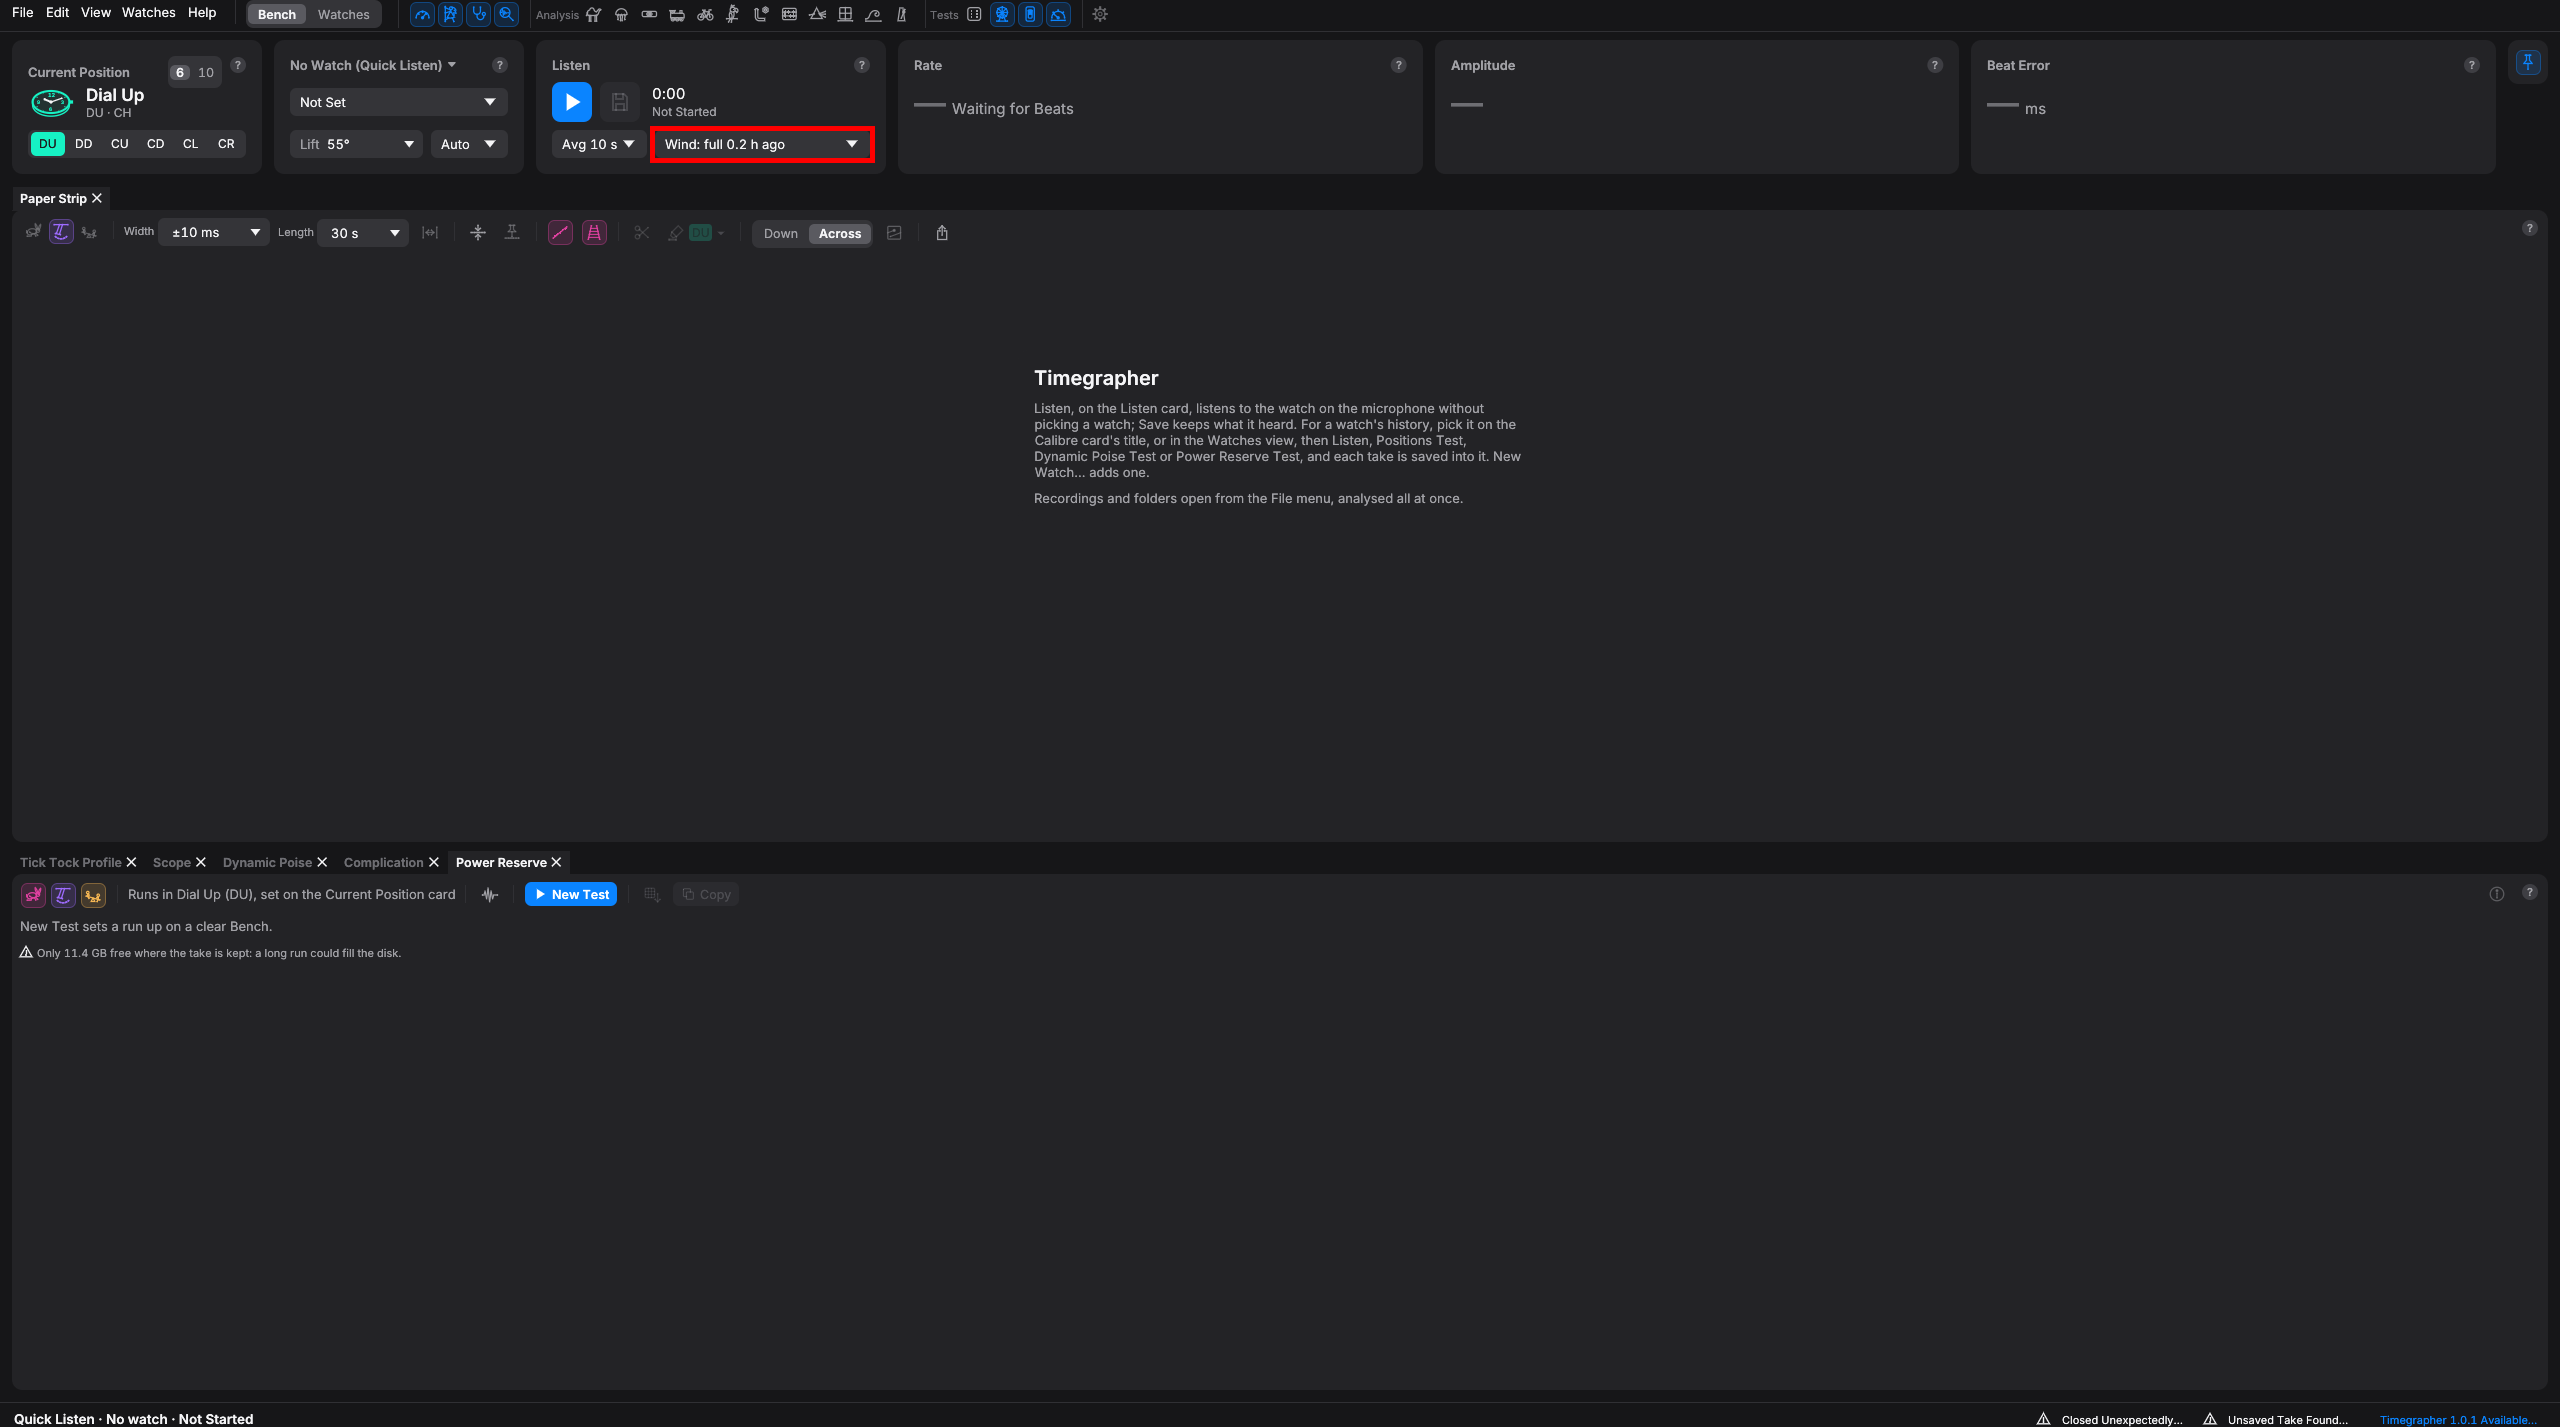 File Edit View Watches Help Bench Watches Analysis Tests
Current Position 6 10 ?
Dial Up
DU · CH
DU DD CU CD CL CR
No Watch (Quick Listen) ?
Not Set
Lift 55° Auto
Listen ?
0:00
Not Started
Avg 10 s Wind: full 0.2 h ago
Rate ?
Waiting for Beats
Amplitude ?
Beat Error ?
ms
Paper Strip
Width ±10 ms Length 30 s DU Down Across ?
Timegrapher
Listen, on the Listen card, listens to the watch on the microphone without
picking a watch; Save keeps what it heard. For a watch's history, pick it on the
Calibre card's title, or in the Watches view, then Listen, Positions Test,
Dynamic Poise Test or Power Reserve Test, and each take is saved into it. New
Watch... adds one.
Recordings and folders open from the File menu, analysed all at once.
Tick Tock Profile Scope Dynamic Poise Complication Power Reserve
Runs in Dial Up (DU), set on the Current Position card New Test Copy ?
New Test sets a run up on a clear Bench.
Only 11.4 GB free where the take is kept: a long run could fill the disk.
Quick Listen · No watch · Not Started Closed Unexpectedly... Unsaved Take Found... Timegrapher 1.0.1 Available...